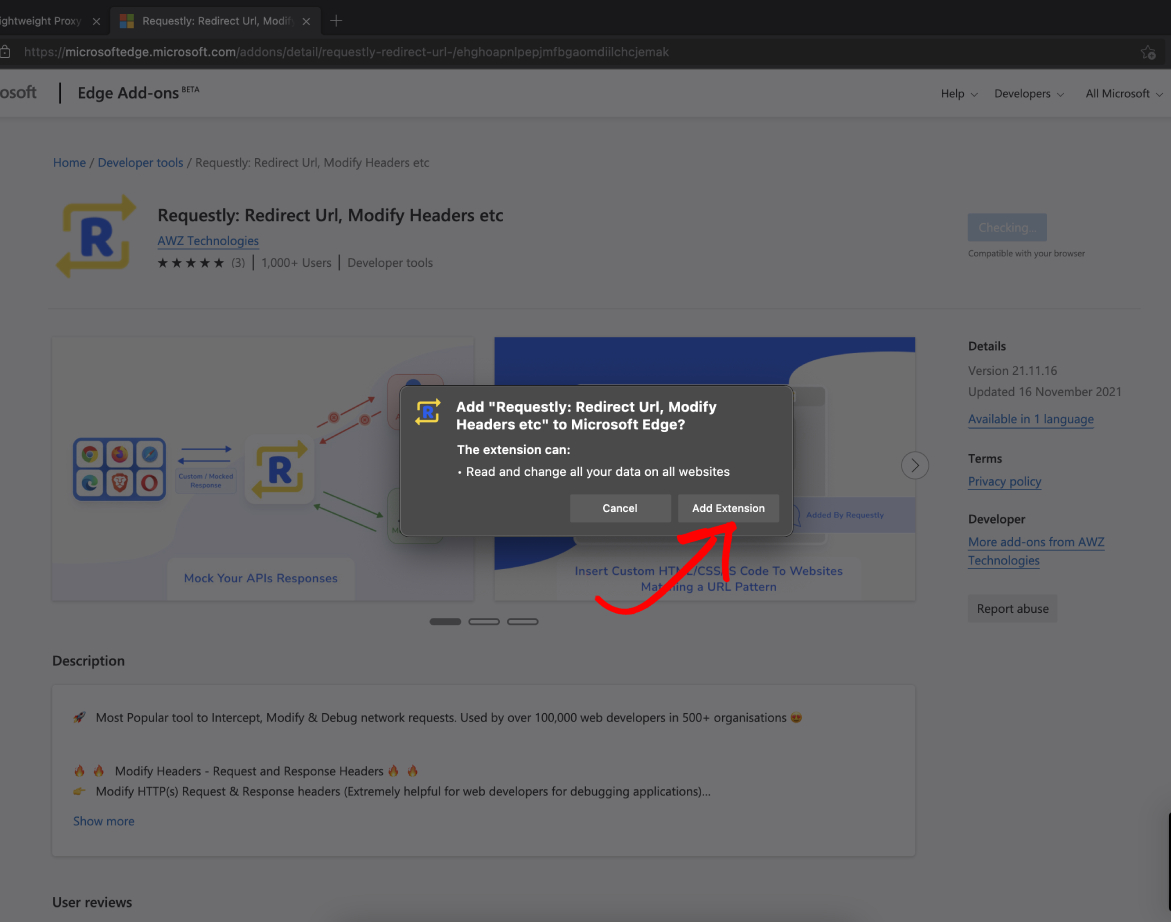 ightweight Proxy
Requestly: Redirect Url, Modif
https://microsoftedge.microsoft.com/addons/detail/requestly-redirect-url-/ehghoapnlpepjmfbgaomdiilchcjemak
osoft
Edge Add-ons BETA
Help
Developers
All Microsoft
Home / Developer tools / Requestly: Redirect Url, Modify Headers etc
R
Requestly: Redirect Url, Modify Headers etc
AWZ Technologies
(3) 1,000+ Users Developer tools
Checking...
Compatible with your browser
Custom / Mocked
Response
R
Mock Your APIs Responses
Added By Requestly
Insert Custom HTML/CSS/JS Code To Websites
Matching a URL Pattern
R
Add "Requestly: Redirect Url, Modify
Headers etc" to Microsoft Edge?
The extension can:
• Read and change all your data on all websites
Cancel
Add Extension
Details
Version 21.11.16
Updated 16 November 2021
Available in 1 language
Terms
Privacy policy
Developer
More add-ons from AWZ
Technologies
Report abuse
Description
🚀 Most Popular tool to Intercept, Modify & Debug network requests. Used by over 100,000 web developers in 500+ organisations 😍
🔥 🔥 Modify Headers - Request and Response Headers 🔥 🔥
👉 Modify HTTP(s) Request & Response headers (Extremely helpful for web developers for debugging applications)...
Show more
User reviews